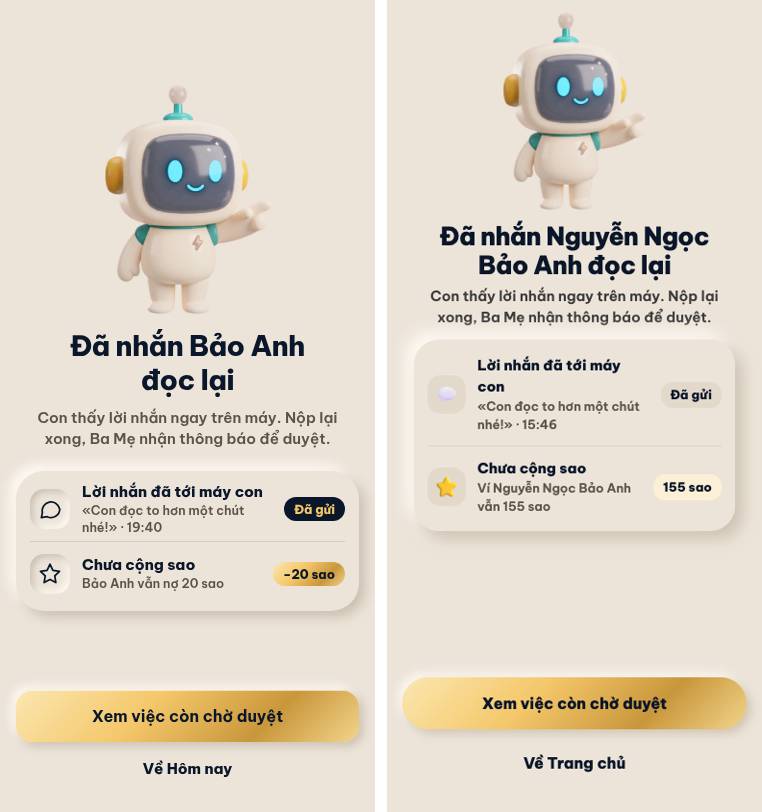 Đã nhắn Bảo Anh
đọc lại
Con thấy lời nhắn ngay trên máy. Nộp lại
xong, Ba Mẹ nhận thông báo để duyệt.
Lời nhắn đã tới máy con
«Con đọc to hơn một chút
nhé!» · 19:40
Đã gửi
Chưa cộng sao
Bảo Anh vẫn nợ 20 sao
−20 sao
Xem việc còn chờ duyệt
Về Hôm nay
Đã nhắn Nguyễn Ngọc
Bảo Anh đọc lại
Con thấy lời nhắn ngay trên máy. Nộp lại
xong, Ba Mẹ nhận thông báo để duyệt.
Lời nhắn đã tới máy
con
«Con đọc to hơn một chút
nhé!» · 15:46
Đã gửi
Chưa cộng sao
Ví Nguyễn Ngọc Bảo Anh
vẫn 155 sao
155 sao
Xem việc còn chờ duyệt
Về Trang chủ